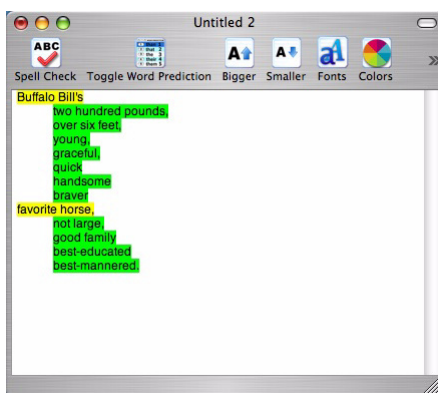 Untitled 2
ABC
Spell Check Toggle Word Prediction Bigger Smaller Fonts Colors
Buffalo Bill's
two hundred pounds,
over six feet,
young,
graceful,
quick
handsome
braver
favorite horse,
not large,
good family
best-educated
best-mannered.